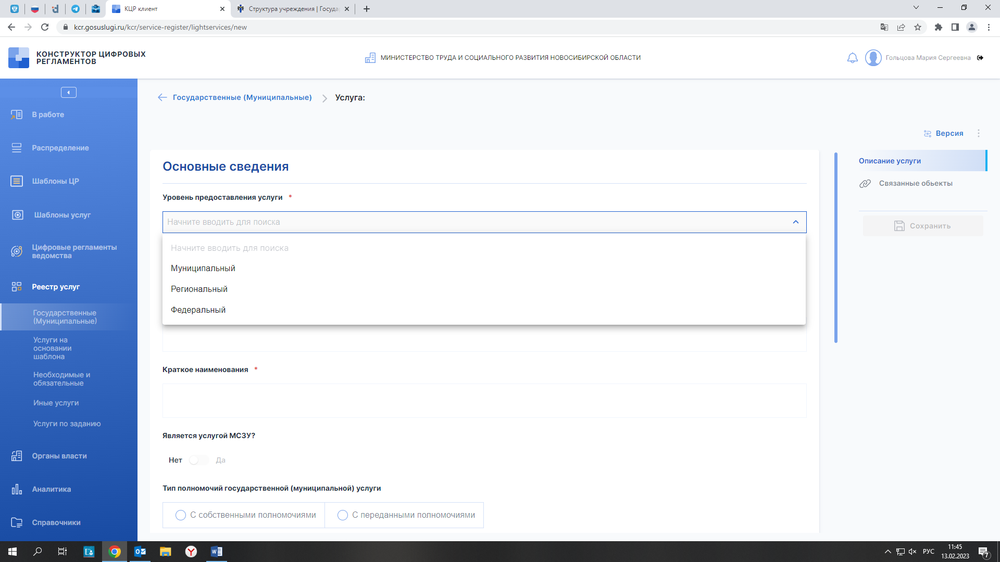 КЦР клиент
Структура учреждения | Госуда
kcr.gosuslugi.ru/kcr/service-register/lightservices/new
КОНСТРУКТОР ЦИФРОВЫХ
РЕГЛАМЕНТОВ
МИНИСТЕРСТВО ТРУДА И СОЦИАЛЬНОГО РАЗВИТИЯ НОВОСИБИРСКОЙ ОБЛАСТИ
Гольцова Мария Сергеевна
В работе
Распределение
Шаблоны ЦР
Шаблоны услуг
Цифровые регламенты
ведомства
Реестр услуг
Государственные
(Муниципальные)
Услуги на
основании
шаблона
Необходимые и
обязательные
Иные услуги
Услуги по заданию
Органы власти
Аналитика
Справочники
Государственные (Муниципальные)
Услуга:
Версия
Основные сведения
Уровень предоставления услуги *
Начните вводить для поиска
Начните вводить для поиска
Муниципальный
Региональный
Федеральный
Краткое наименования *
Является услугой МСЗУ?
Нет Да
Тип полномочий государственной (муниципальной) услуги
С собственными полномочиями
С переданными полномочиями
Описание услуги
Связанные обьекты
Сохранить
РУС
11:45
13.02.2023
7